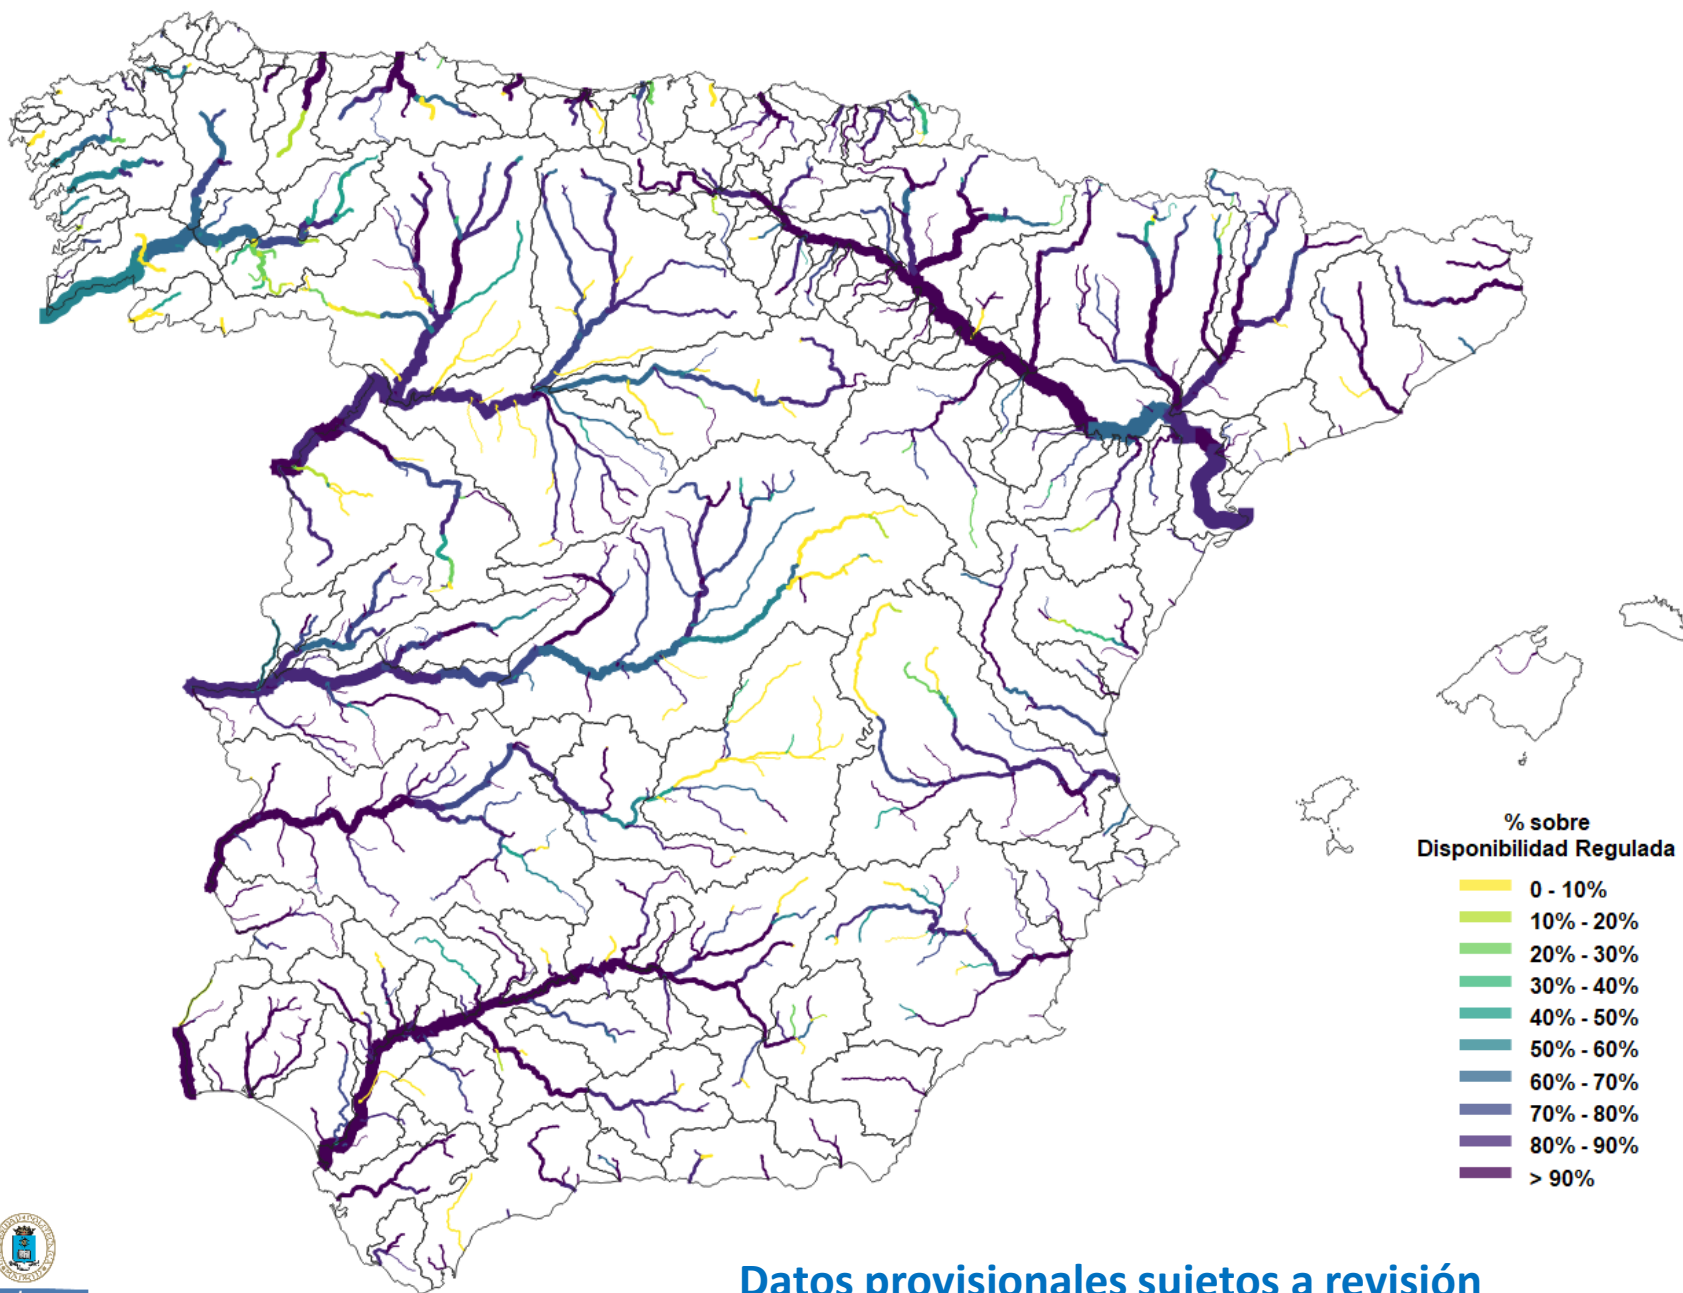 % sobre
Disponibilidad Regulada
0 - 10%
10% - 20%
20% - 30%
30% - 40%
40% - 50%
50% - 60%
60% - 70%
70% - 80%
80% - 90%
> 90%
Datos provisionales sujetos a revisión